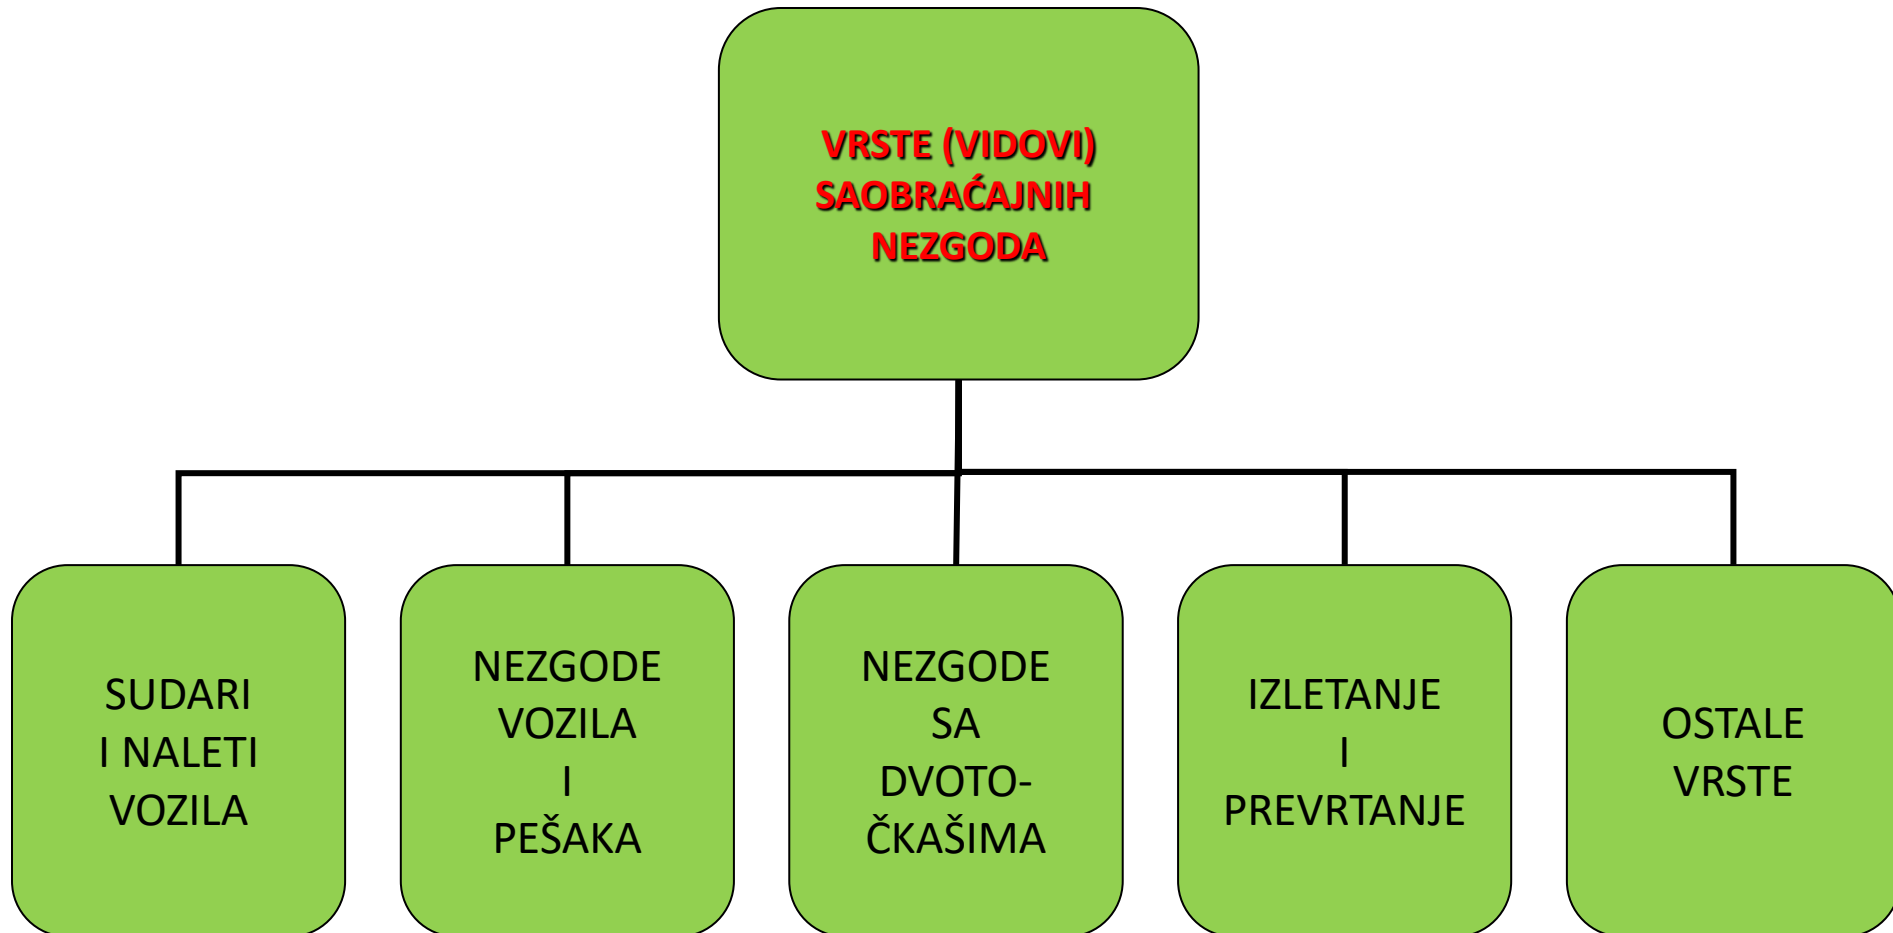 VRSTE (VIDOVI)
SAOBRAĆAJNIH
NEZGODA
SUDARI
I NALETI
VOZILA
NEZGODE
VOZILA
I
PEŠAKA
NEZGODE
SA
DVOTO-
ČKAŠIMA
IZLETANJE
I
PREVRTANJE
OSTALE
VRSTE